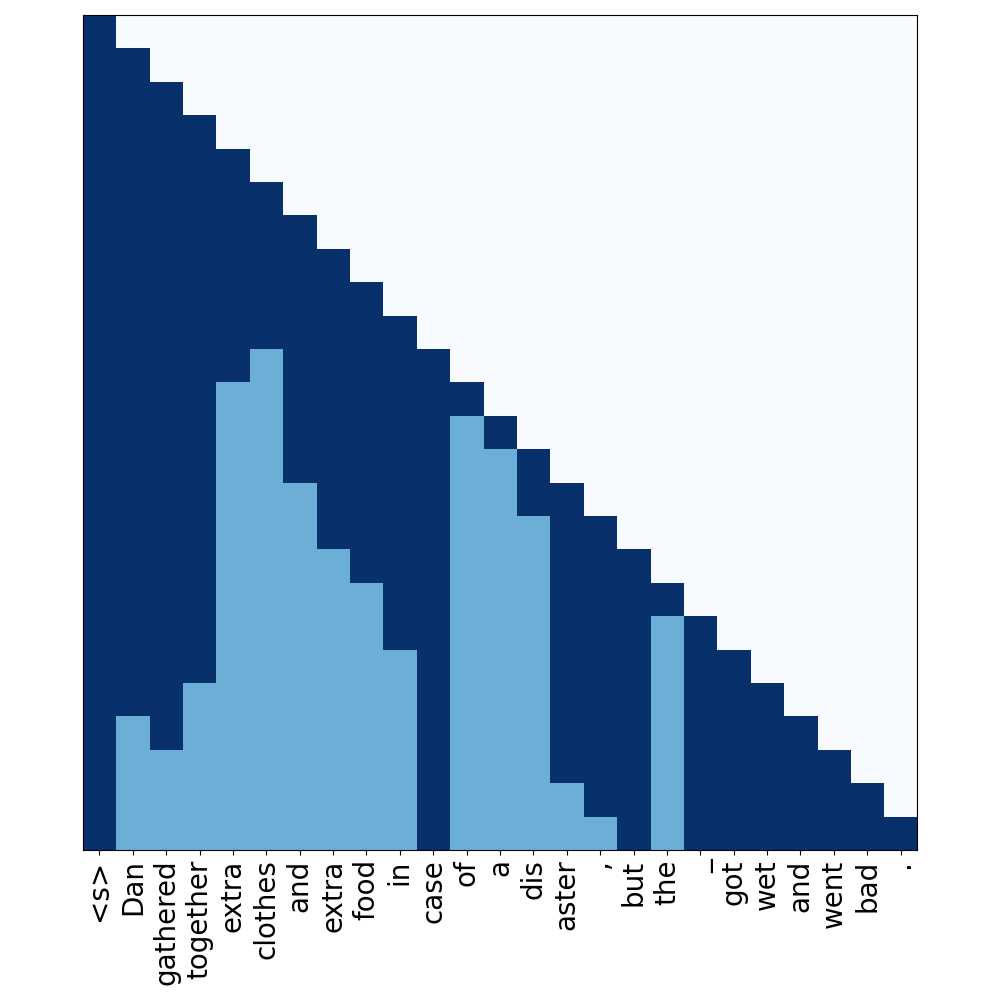 <s> Dan gathered together extra clothes and extra food in case of a dis aster , but the _ got wet and went bad .